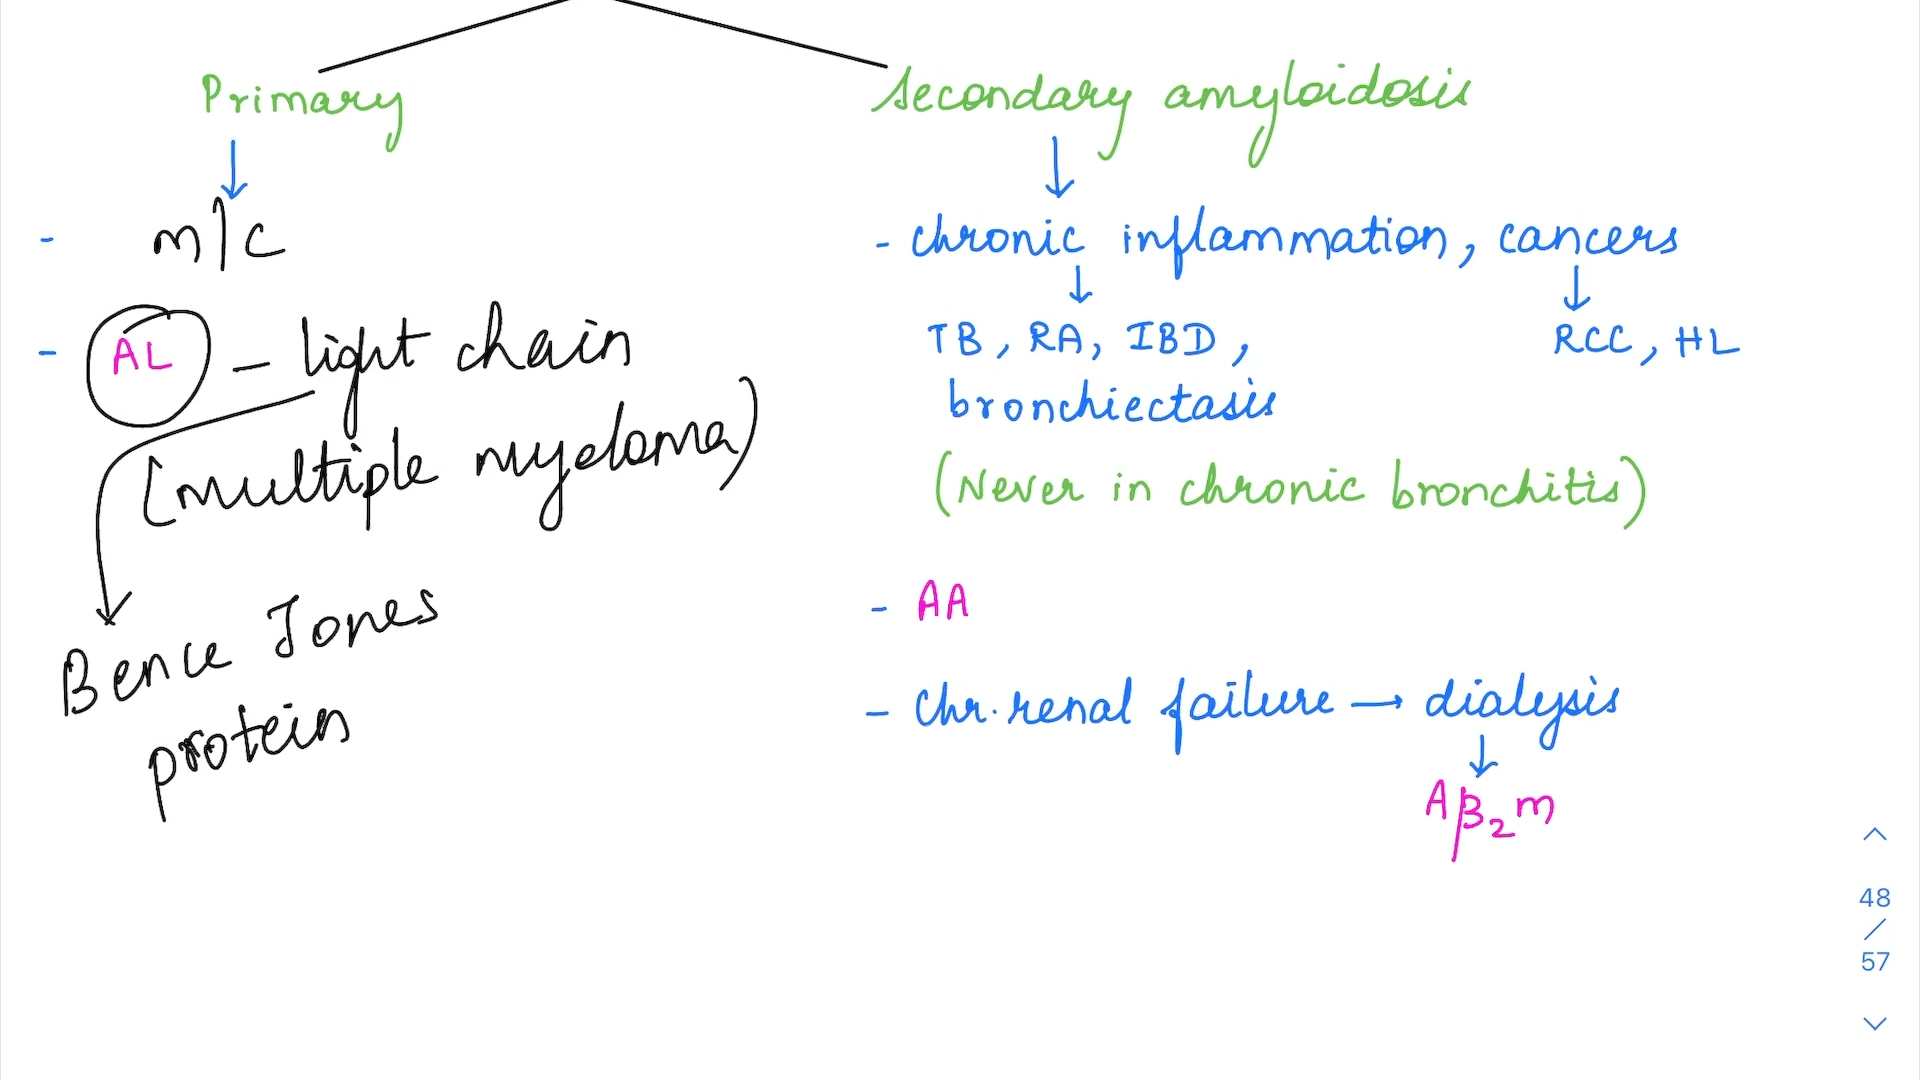 Primary
- m/c
- AL - light chain
(multiple myeloma)
Bence Jones
protein
Secondary amyloidosis
- chronic inflammation, cancers
TB, RA, IBD,
bronchiectasis
RCC, HL
(Never in chronic bronchitis)
- AA
- Chr. renal failure → dialysis
Aβ₂m
48
/
57